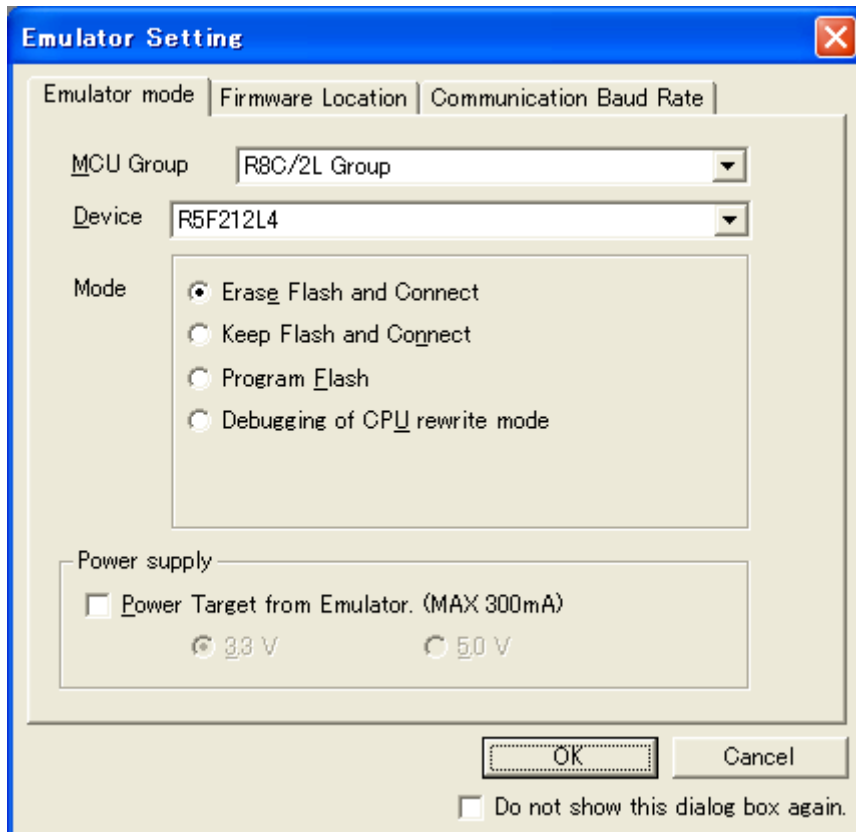 Emulator Setting
Emulator mode Firmware Location Communication Baud Rate
MCU Group R8C/2L Group
Device R5F212L4
Mode
Erase Flash and Connect
Keep Flash and Connect
Program Flash
Debugging of CPU rewrite mode
Power supply
Power Target from Emulator. (MAX 300mA)
3.3 V 5.0 V
OK Cancel
Do not show this dialog box again.